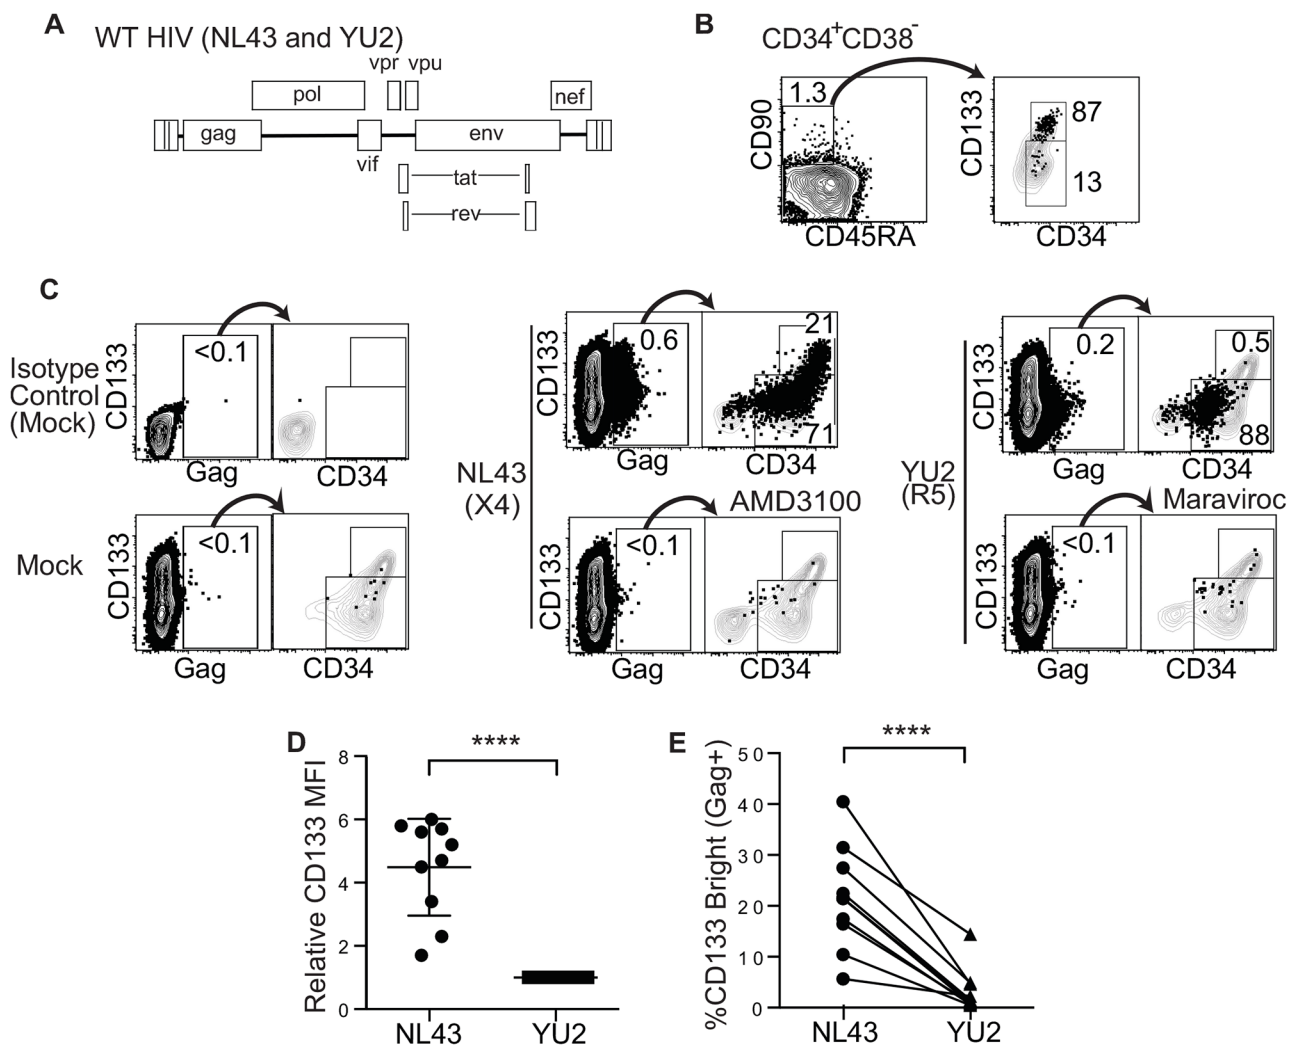 A
WT HIV (NL43 and YU2)
vpr
vpu
pol
nef
gag
env
vif
tat
rev
B
CD34+CD38-
1.3
CD90
CD45RA
CD133
87
13
CD34
C
Isotype
Control
(Mock)
CD133
<0.1
Gag
CD34
NL43
(X4)
CD133
0.6
21
71
Gag
CD34
YU2
(R5)
CD133
0.2
0.5
88
Gag
CD34
Mock
CD133
<0.1
Gag
CD34
AMD3100
CD133
<0.1
Gag
CD34
Maraviroc
CD133
<0.1
Gag
CD34
D
****
Relative CD133 MFI
8
6
4
2
0
NL43
YU2
E
****
%CD133 Bright (Gag+)
50
40
30
20
10
0
NL43
YU2